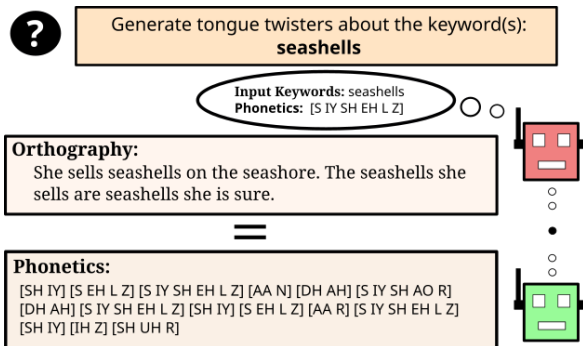 ?
Generate tongue twisters about the keyword(s):
seashells
Input Keywords: seashells
Phonetics: [S IY SH EH L Z]
Orthography:
She sells seashells on the seashore. The seashells she
sells are seashells she is sure.
=
Phonetics:
[SH IY] [S EH L Z] [S IY SH EH L Z] [AA N] [DH AH] [S IY SH AO R]
[DH AH] [S IY SH EH L Z] [SH IY] [S EH L Z] [AA R] [S IY SH EH L Z]
[SH IY] [IH Z] [SH UH R]